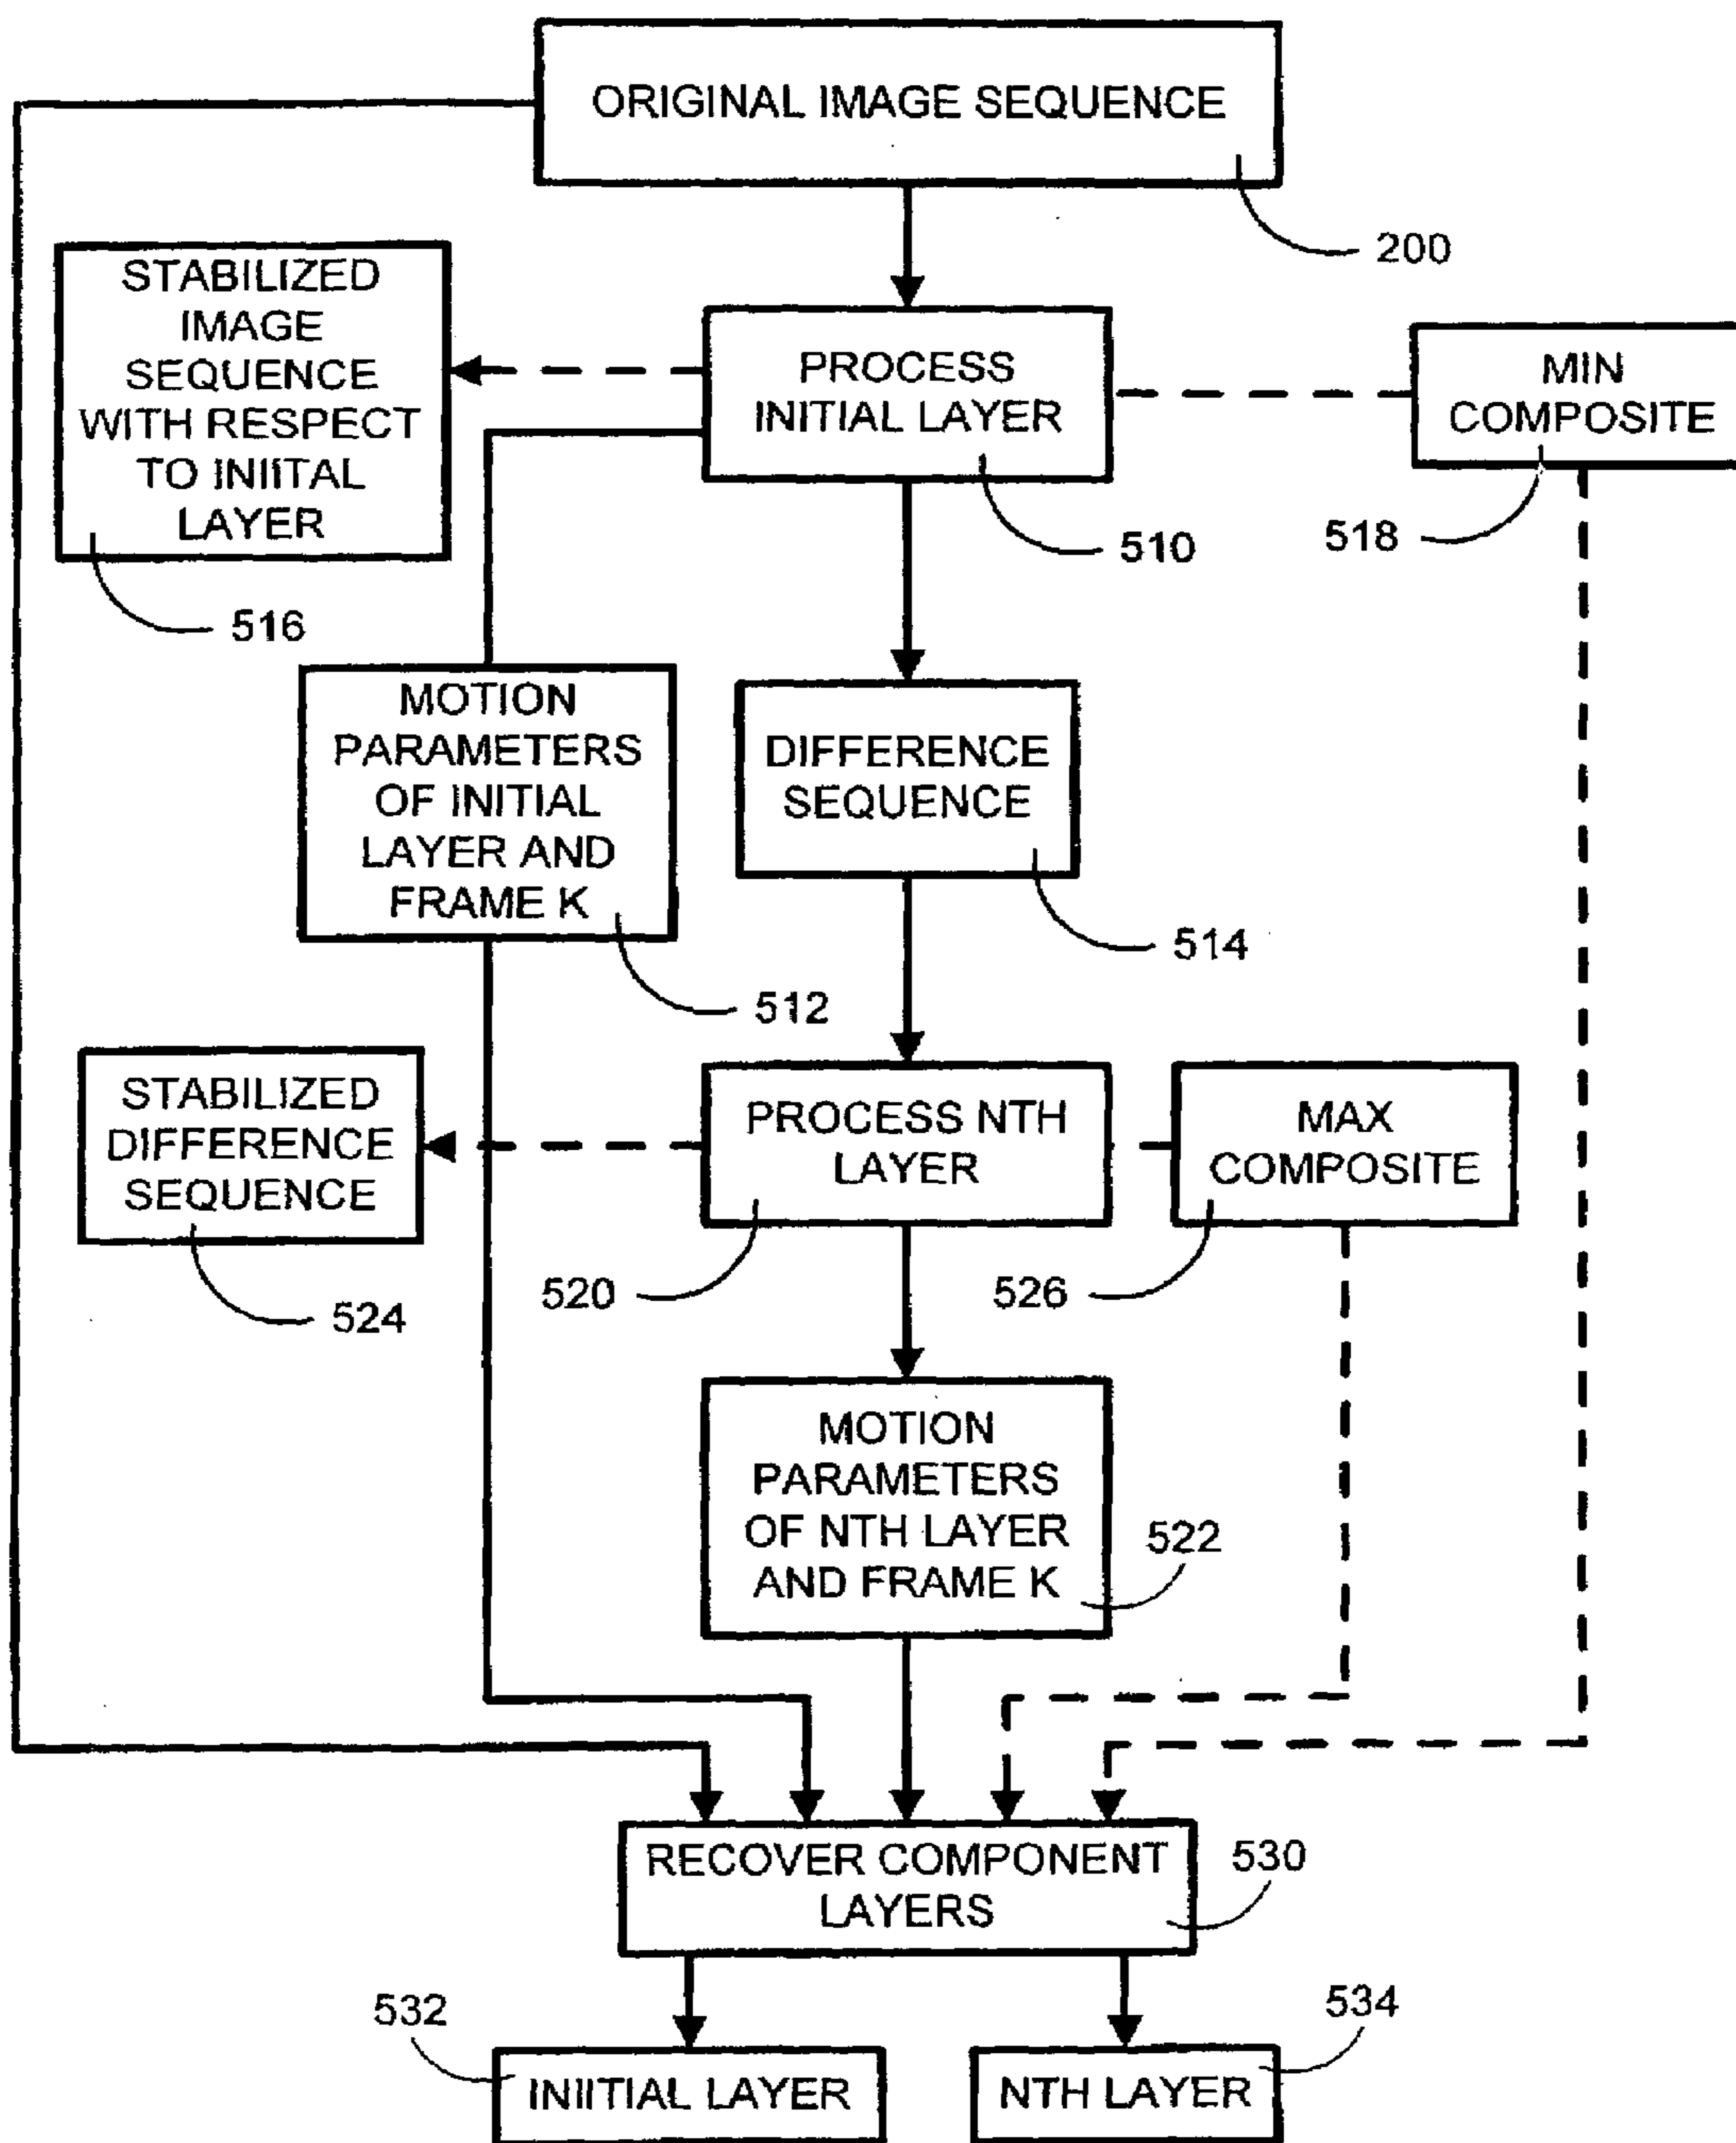 ORIGINAL IMAGE SEQUENCE
200
STABILIZED
IMAGE
SEQUENCE
WITH RESPECT
TO INIITAL
LAYER
516
PROCESS
INITIAL LAYER
510
MIN
COMPOSITE
518
MOTION
PARAMETERS
OF INITIAL
LAYER AND
FRAME K
512
DIFFERENCE
SEQUENCE
514
STABILIZED
DIFFERENCE
SEQUENCE
524
PROCESS NTH
LAYER
520
MAX
COMPOSITE
526
MOTION
PARAMETERS
OF NTH LAYER
AND FRAME K
522
RECOVER COMPONENT
LAYERS
530
532
INIITIAL LAYER
534
NTH LAYER